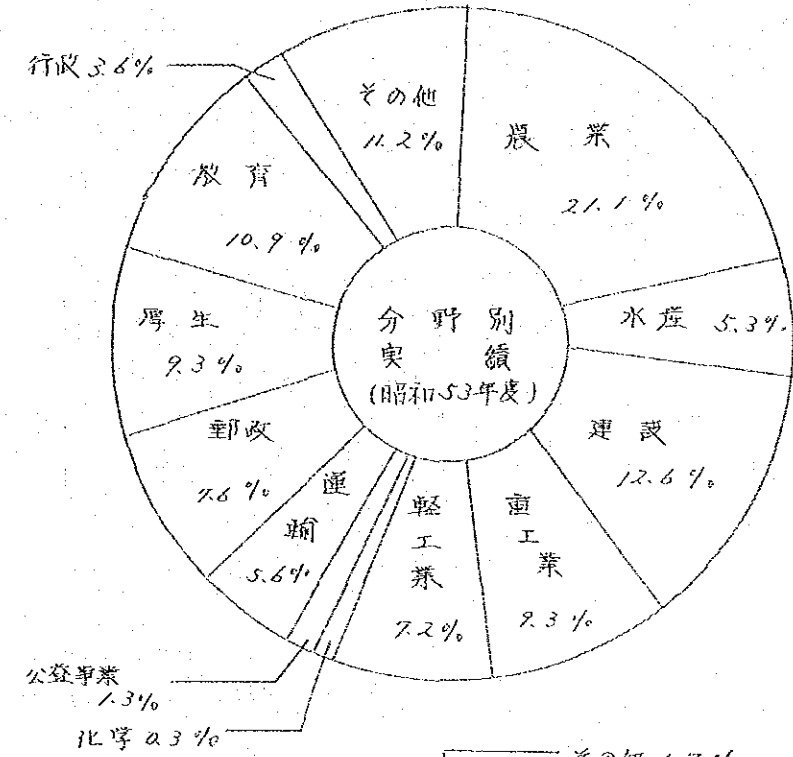 分野別
実績
(昭和53年度)
農業
21.1%
水産 5.3%
建設
12.6%
重工業
9.3%
軽工業
7.2%
化学 0.3%
公益事業
1.3%
運輸
5.6%
郵政
7.6%
厚生
9.3%
教育
10.9%
行政 3.6%
その他
11.2%